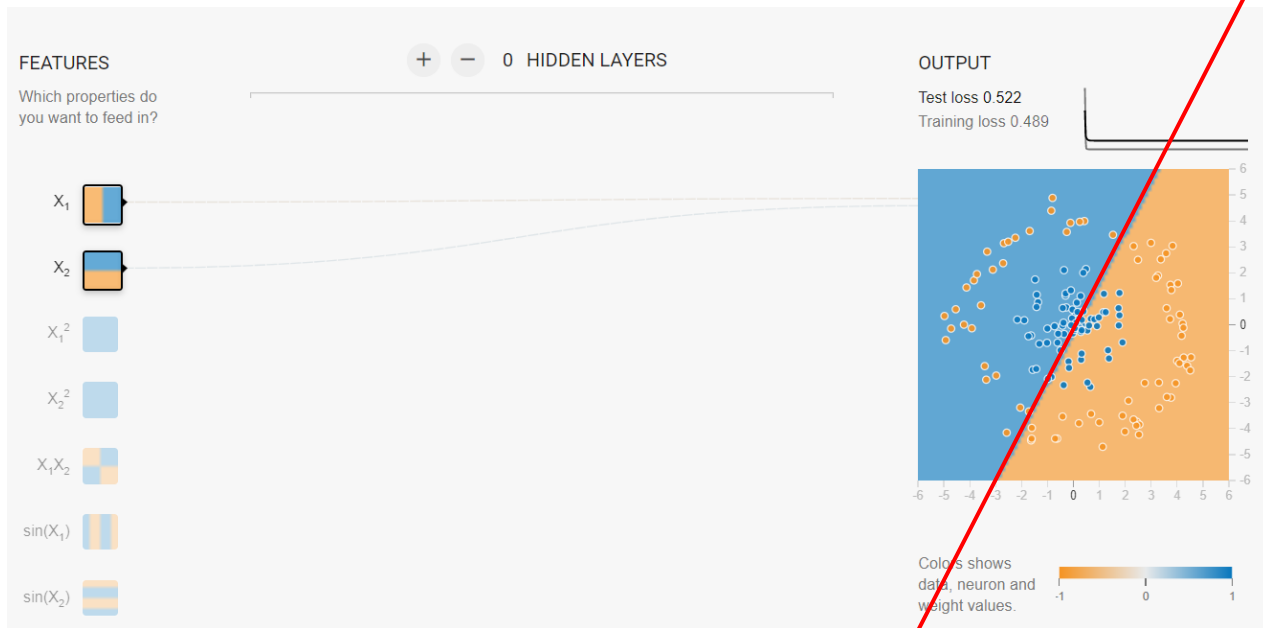 FEATURES
Which properties do
you want to feed in?
+ − 0 HIDDEN LAYERS
OUTPUT
Test loss 0.522
Training loss 0.489
X₁
X₂
X₁²
X₂²
X₁X₂
sin(X₁)
sin(X₂)
6
5
4
3
2
1
0
-1
-2
-3
-4
-5
-6
-6 -5 -4 -3 -2 -1 0 1 2 3 4 5 6
Colors shows
data, neuron and
weight values.
-1 0 1